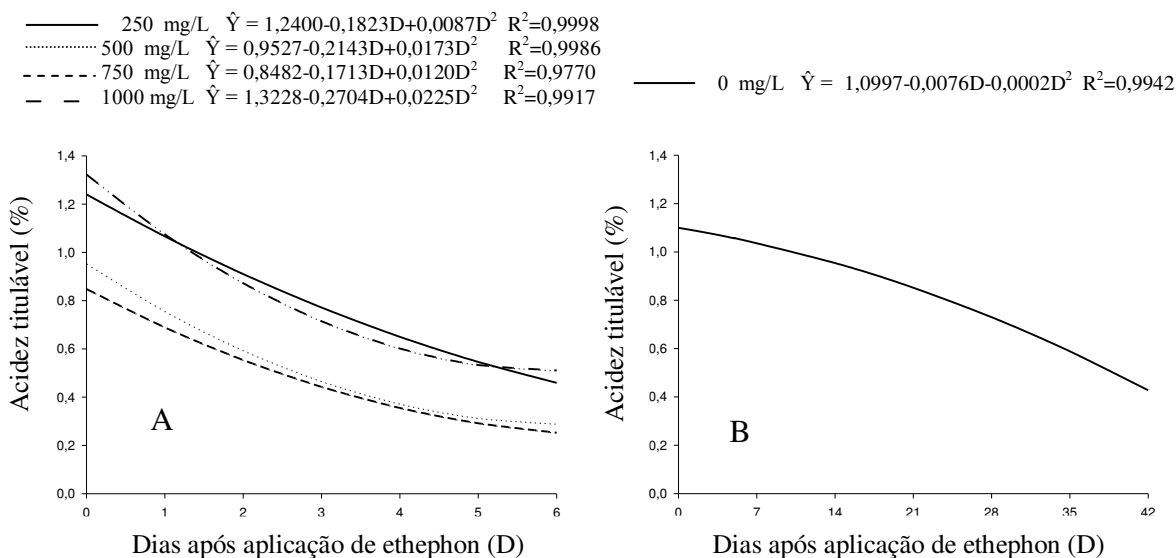 250 mg/L Ŷ = 1,2400-0,1823D+0,0087D² R²=0,9998
500 mg/L Ŷ = 0,9527-0,2143D+0,0173D² R²=0,9986
750 mg/L Ŷ = 0,8482-0,1713D+0,0120D² R²=0,9770
1000 mg/L Ŷ = 1,3228-0,2704D+0,0225D² R²=0,9917
0 mg/L Ŷ = 1,0997-0,0076D-0,0002D² R²=0,9942
Acidez titulável (%)
1,4
1,2
1,0
0,8
0,6
0,4
0,2
0,0
A
0 1 2 3 4 5 6
Dias após aplicação de ethephon (D)
Acidez titulável (%)
1,4
1,2
1,0
0,8
0,6
0,4
0,2
0,0
B
0 7 14 21 28 35 42
Dias após aplicação de ethephon (D)